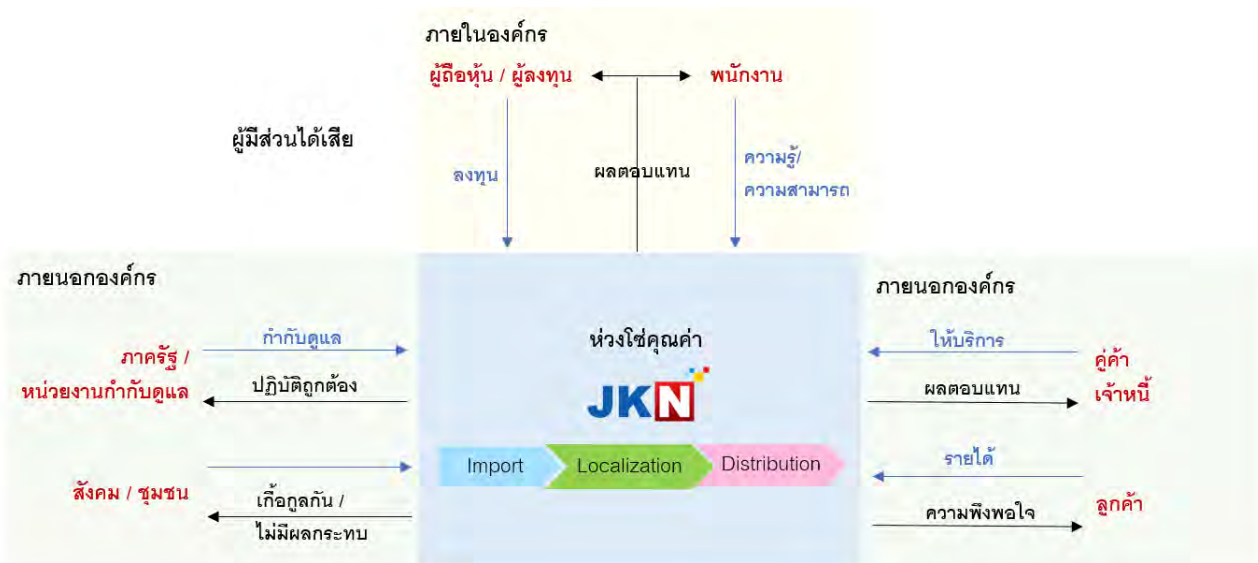 ภายในองค์กร
ผู้ถือหุ้น / ผู้ลงทุน
พนักงาน
ผู้มีส่วนได้เสีย
ลงทุน
ผลตอบแทน
ความรู้/
ความสามารถ
ภายนอกองค์กร
กำกับดูแล
ภาครัฐ /
หน่วยงานกำกับดูแล
ปฏิบัติถูกต้อง
สังคม / ชุมชน
เกื้อกูลกัน /
ไม่มีผลกระทบ
ห่วงโซ่คุณค่า
JKN
Import
Localization
Distribution
ภายนอกองค์กร
ให้บริการ
คู่ค้า
เจ้าหนี้
ผลตอบแทน
รายได้
ลูกค้า
ความพึงพอใจ